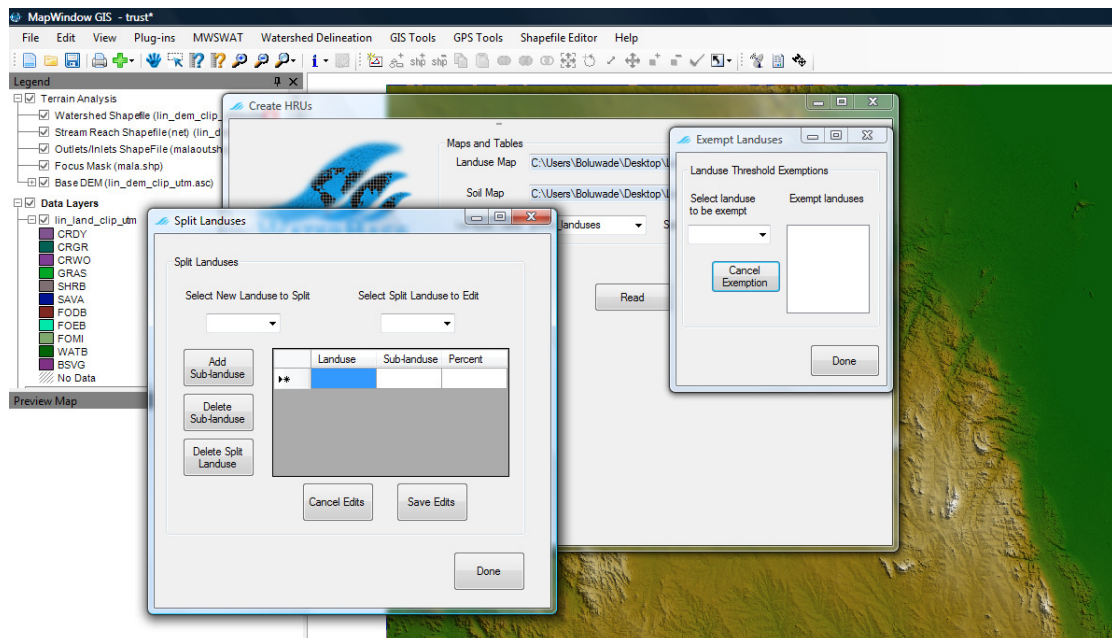 MapWindow GIS - trust*
File Edit View Plug-ins MWSWAT Watershed Delineation GIS Tools GPS Tools Shapefile Editor Help
shp shp
Legend
Terrain Analysis
Watershed Shapefile (lin_dem_clip_
Stream Reach Shapefile(net) (lin_d
Outlets/Inlets ShapeFile (malaoutsh
Focus Mask (mala.shp)
Base DEM (lin_dem_clip_utm.asc)
Data Layers
lin_land_clip_utm
CRDY
CRGR
CRWO
GRAS
SHRB
SAVA
FODB
FOEB
FOMI
WATB
BSVG
No Data
Preview Map
Create HRUs
Maps and Tables
Landuse Map C:\Users\Boluwade\Desktop\L
Soil Map C:\Users\Boluwade\Desktop\L
_landuses S
Read
Exempt Landuses
Landuse Threshold Exemptions
Select landuse
to be exempt
Exempt landuses
Cancel
Exemption
Done
Split Landuses
Split Landuses
Select New Landuse to Split Select Split Landuse to Edit
Add
Sub-landuse
Delete
Sub-landuse
Delete Split
Landuse
Landuse Sub-landuse Percent
Cancel Edits Save Edits
Done